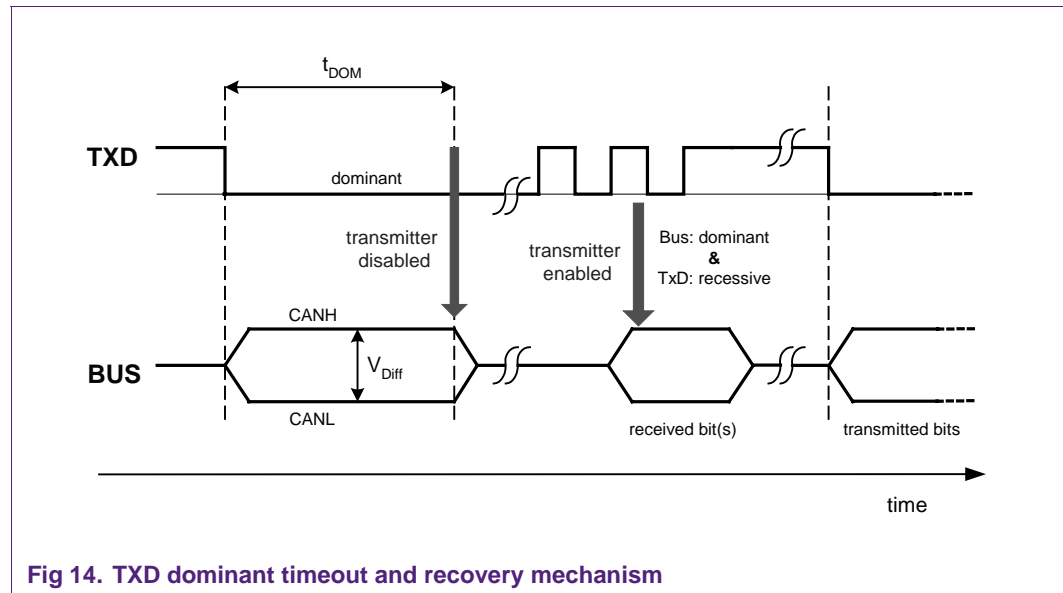 tDOM
TXD
dominant
transmitter
disabled
transmitter
enabled
Bus: dominant
&
TxD: recessive
CANH
BUS
VDiff
CANL
received bit(s)
transmitted bits
time
Fig 14. TXD dominant timeout and recovery mechanism